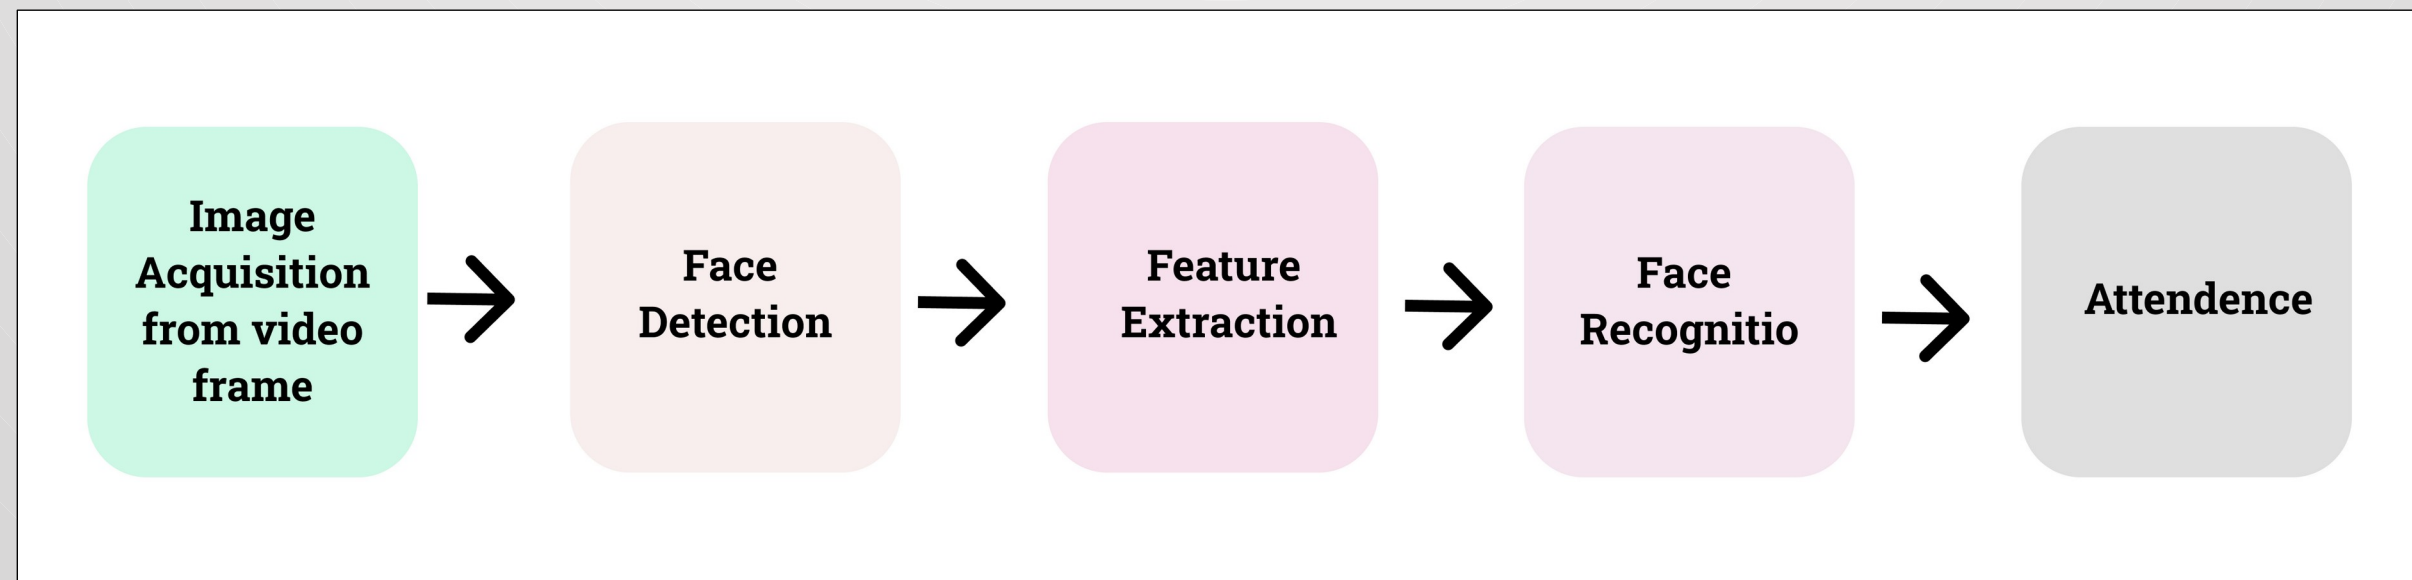 Image
Acquisition
from video
frame
Face
Detection
Feature
Extraction
Face
Recognitio
Attendence